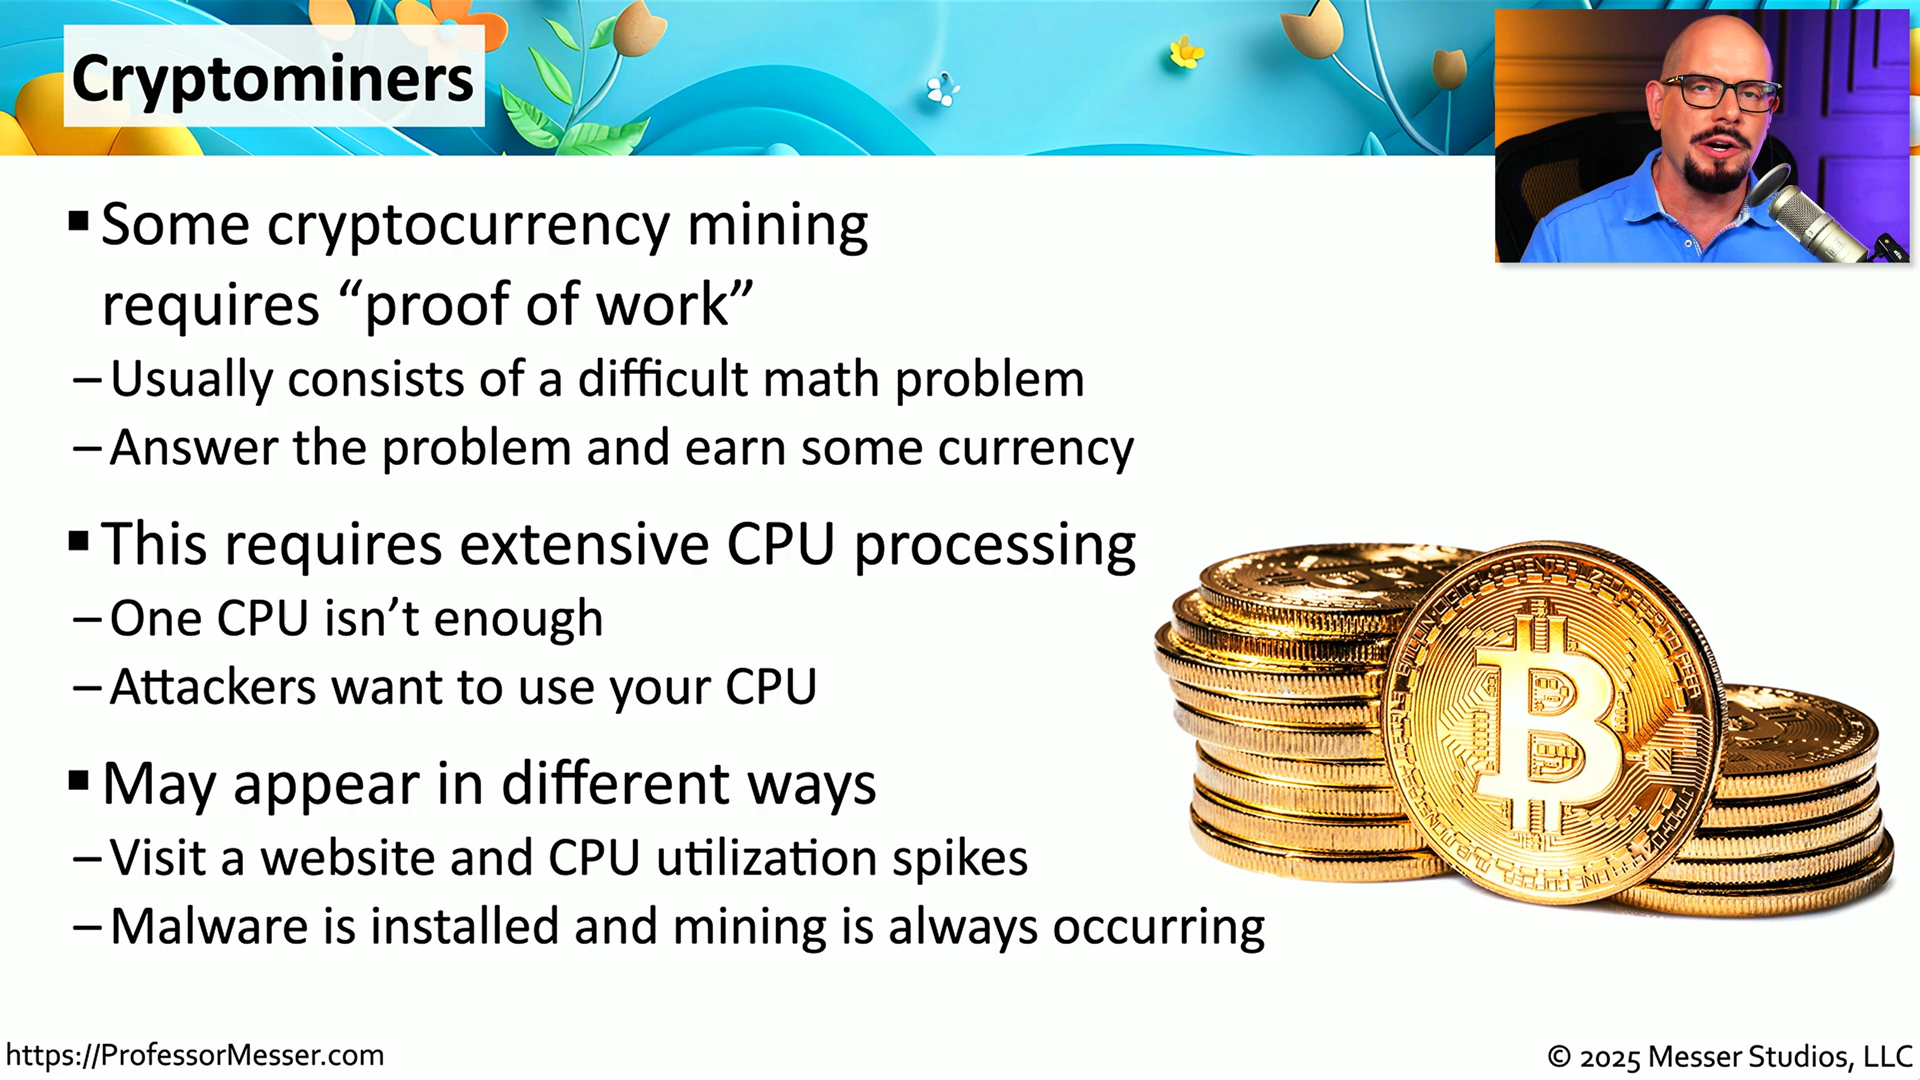 Cryptominers
▪ Some cryptocurrency mining
requires “proof of work”
– Usually consists of a difficult math problem
– Answer the problem and earn some currency
▪ This requires extensive CPU processing
– One CPU isn’t enough
– Attackers want to use your CPU
▪ May appear in different ways
– Visit a website and CPU utilization spikes
– Malware is installed and mining is always occurring
https://ProfessorMesser.com
© 2025 Messer Studios, LLC